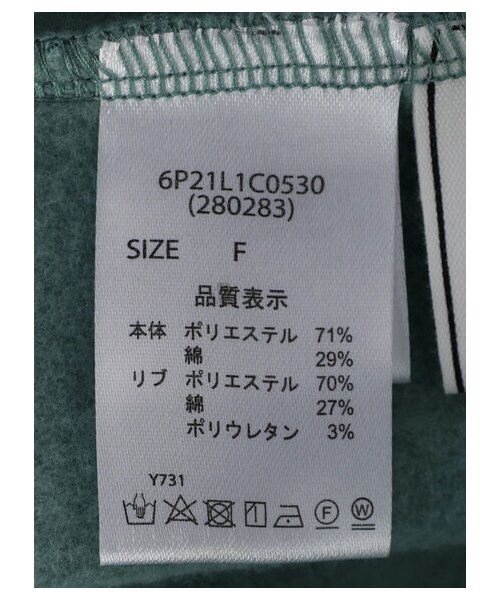 6P21L1C0530
(280283)
SIZE F
品質表示
本体 ポリエステル 71%
綿 29%
リブ ポリエステル 70%
綿 27%
ポリウレタン 3%
Y731
F W